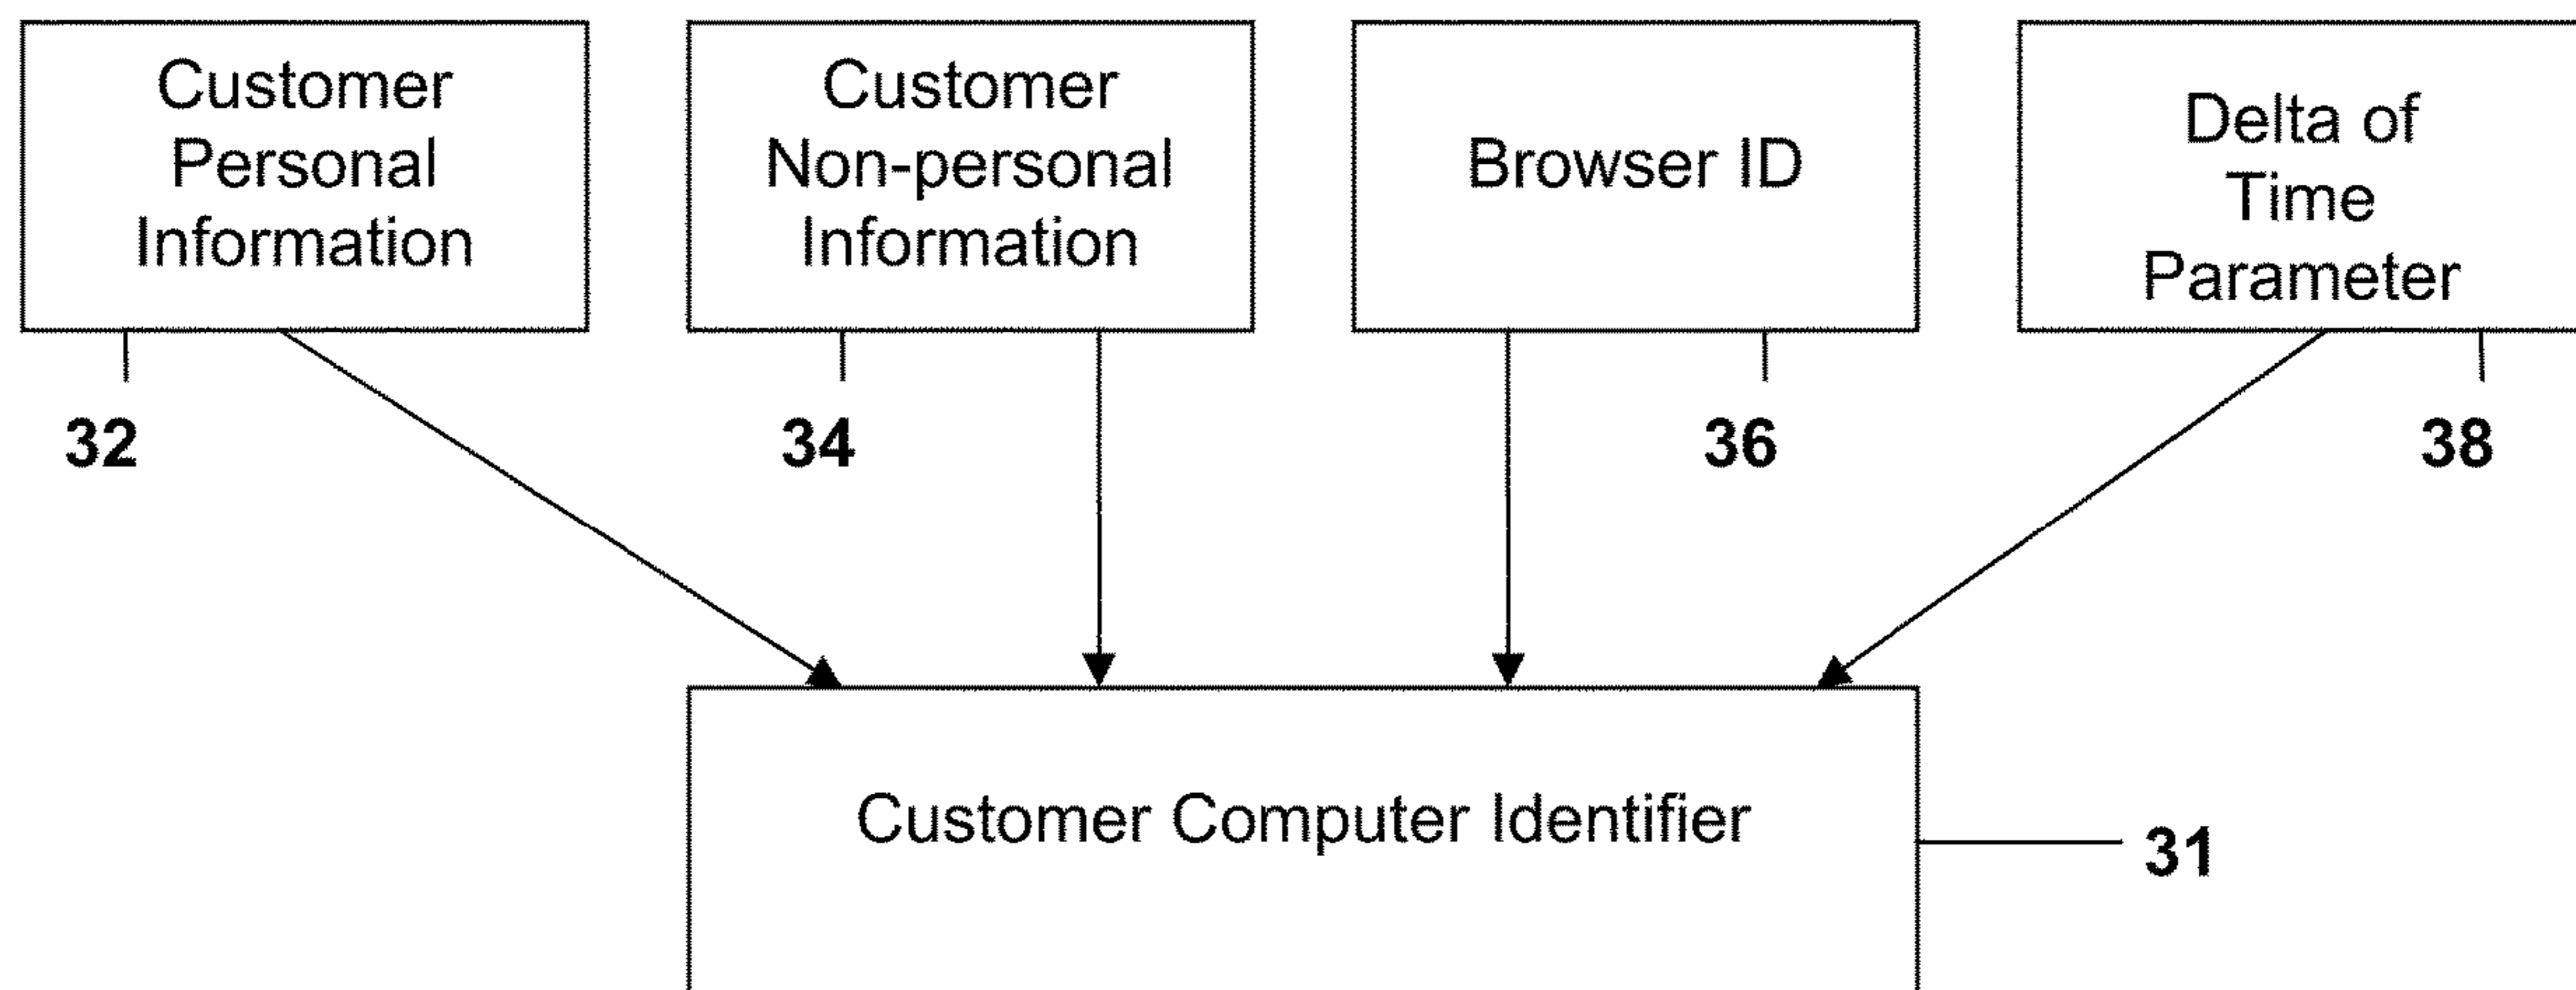 Customer
Personal
Information
Customer
Non-personal
Information
Browser ID
Delta of
Time
Parameter
32
34
36
38
Customer Computer Identifier
31